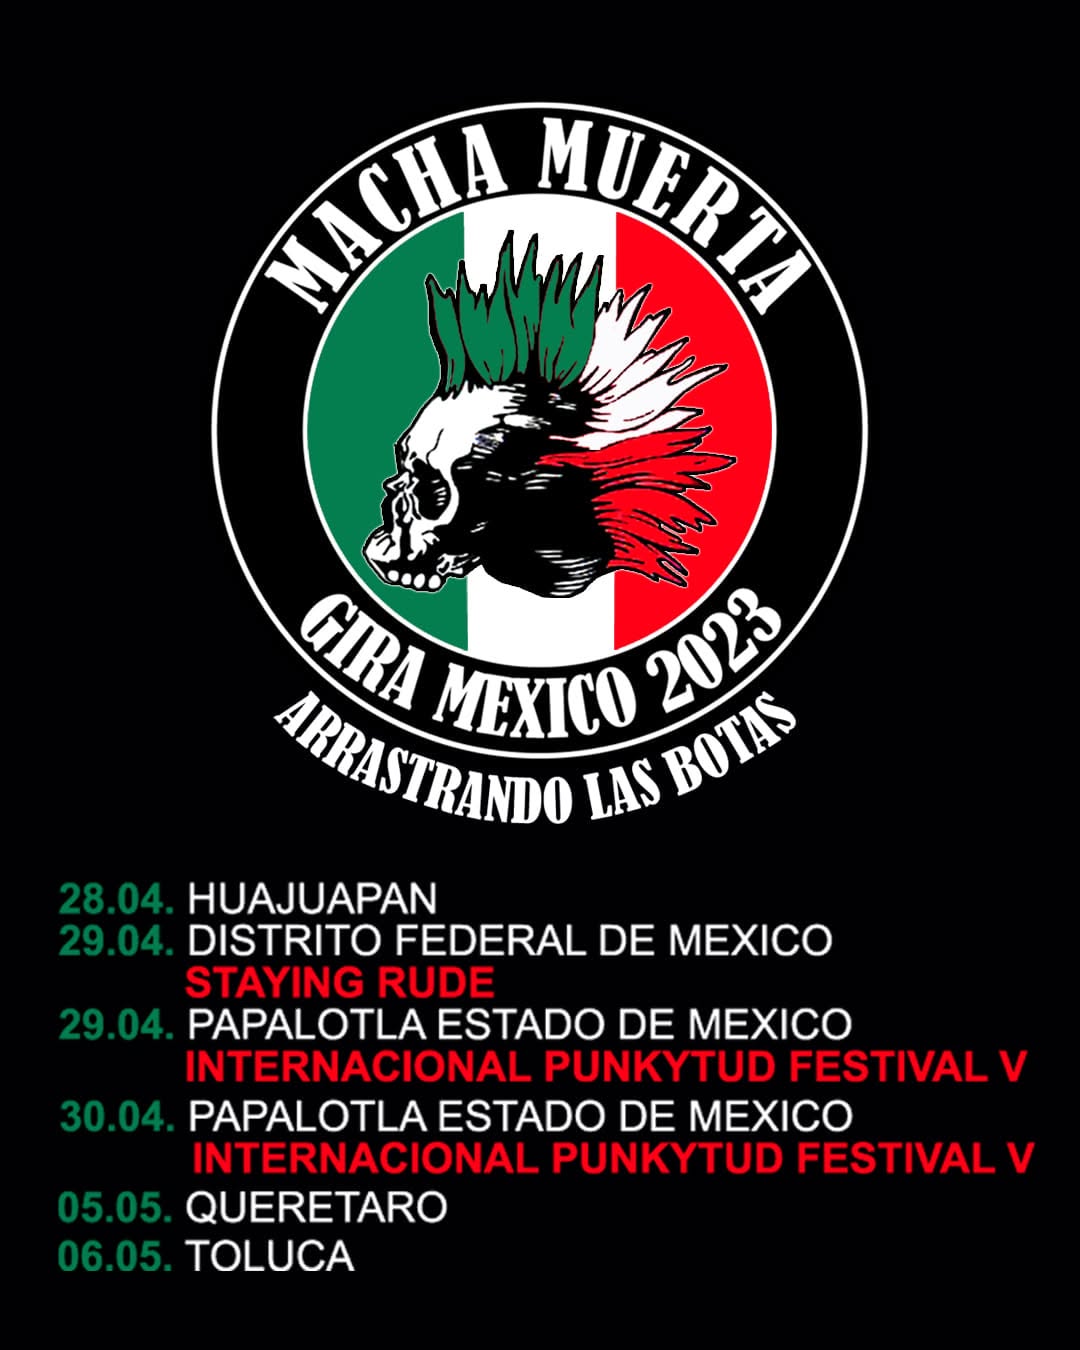 MACHA MUERTA
GIRA MEXICO 2023
ARRASTRANDO LAS BOTAS
28.04. HUAJUAPAN
29.04. DISTRITO FEDERAL DE MEXICO
STAYING RUDE
29.04. PAPALOTLA ESTADO DE MEXICO
INTERNACIONAL PUNKYTUD FESTIVAL V
30.04. PAPALOTLA ESTADO DE MEXICO
INTERNACIONAL PUNKYTUD FESTIVAL V
05.05. QUERETARO
06.05. TOLUCA